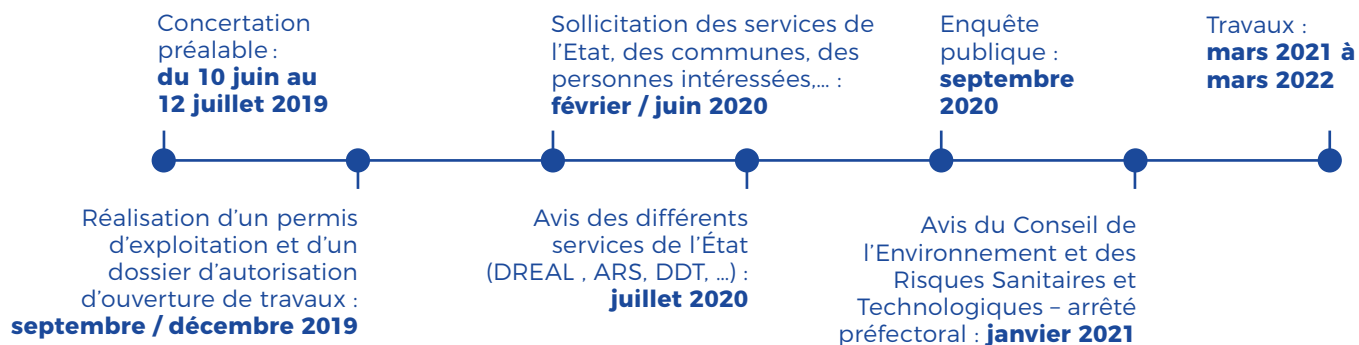 Concertation
préalable :
du 10 juin au
12 juillet 2019
Réalisation d'un permis
d'exploitation et d'un
dossier d'autorisation
d'ouverture de travaux :
septembre / décembre 2019
Sollicitation des services de
l'Etat, des communes, des
personnes intéressées,... :
février / juin 2020
Avis des différents
services de l'État
(DREAL , ARS, DDT, ...) :
juillet 2020
Enquête
publique :
septembre
2020
Avis du Conseil de
l'Environnement et des
Risques Sanitaires et
Technologiques – arrêté
préfectoral : janvier 2021
Travaux :
mars 2021 à
mars 2022